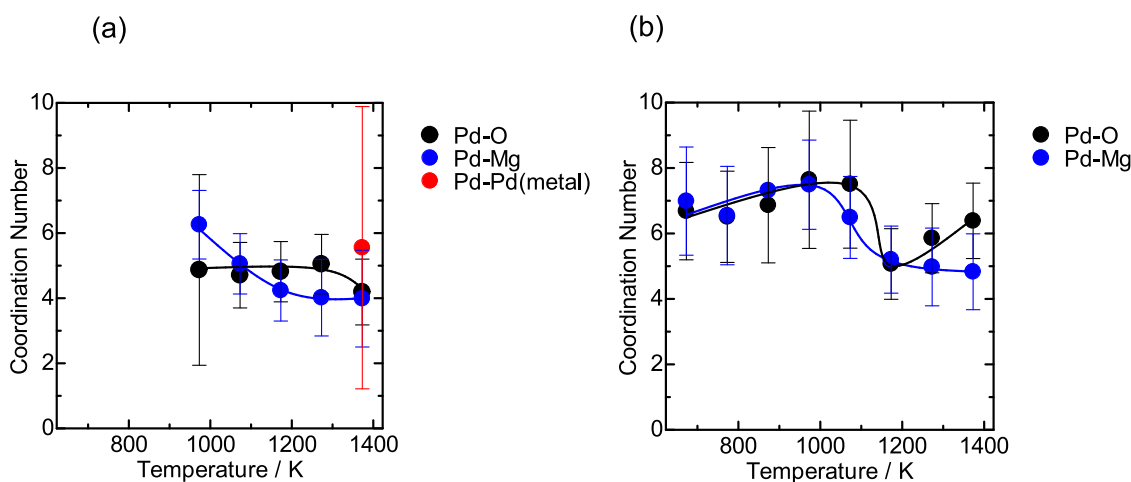 (a)
(b)
10
8
6
4
2
0
Coordination Number
800
1000
1200
1400
Temperature / K
Pd-O
Pd-Mg
Pd-Pd(metal)
10
8
6
4
2
0
Coordination Number
800
1000
1200
1400
Temperature / K
Pd-O
Pd-Mg